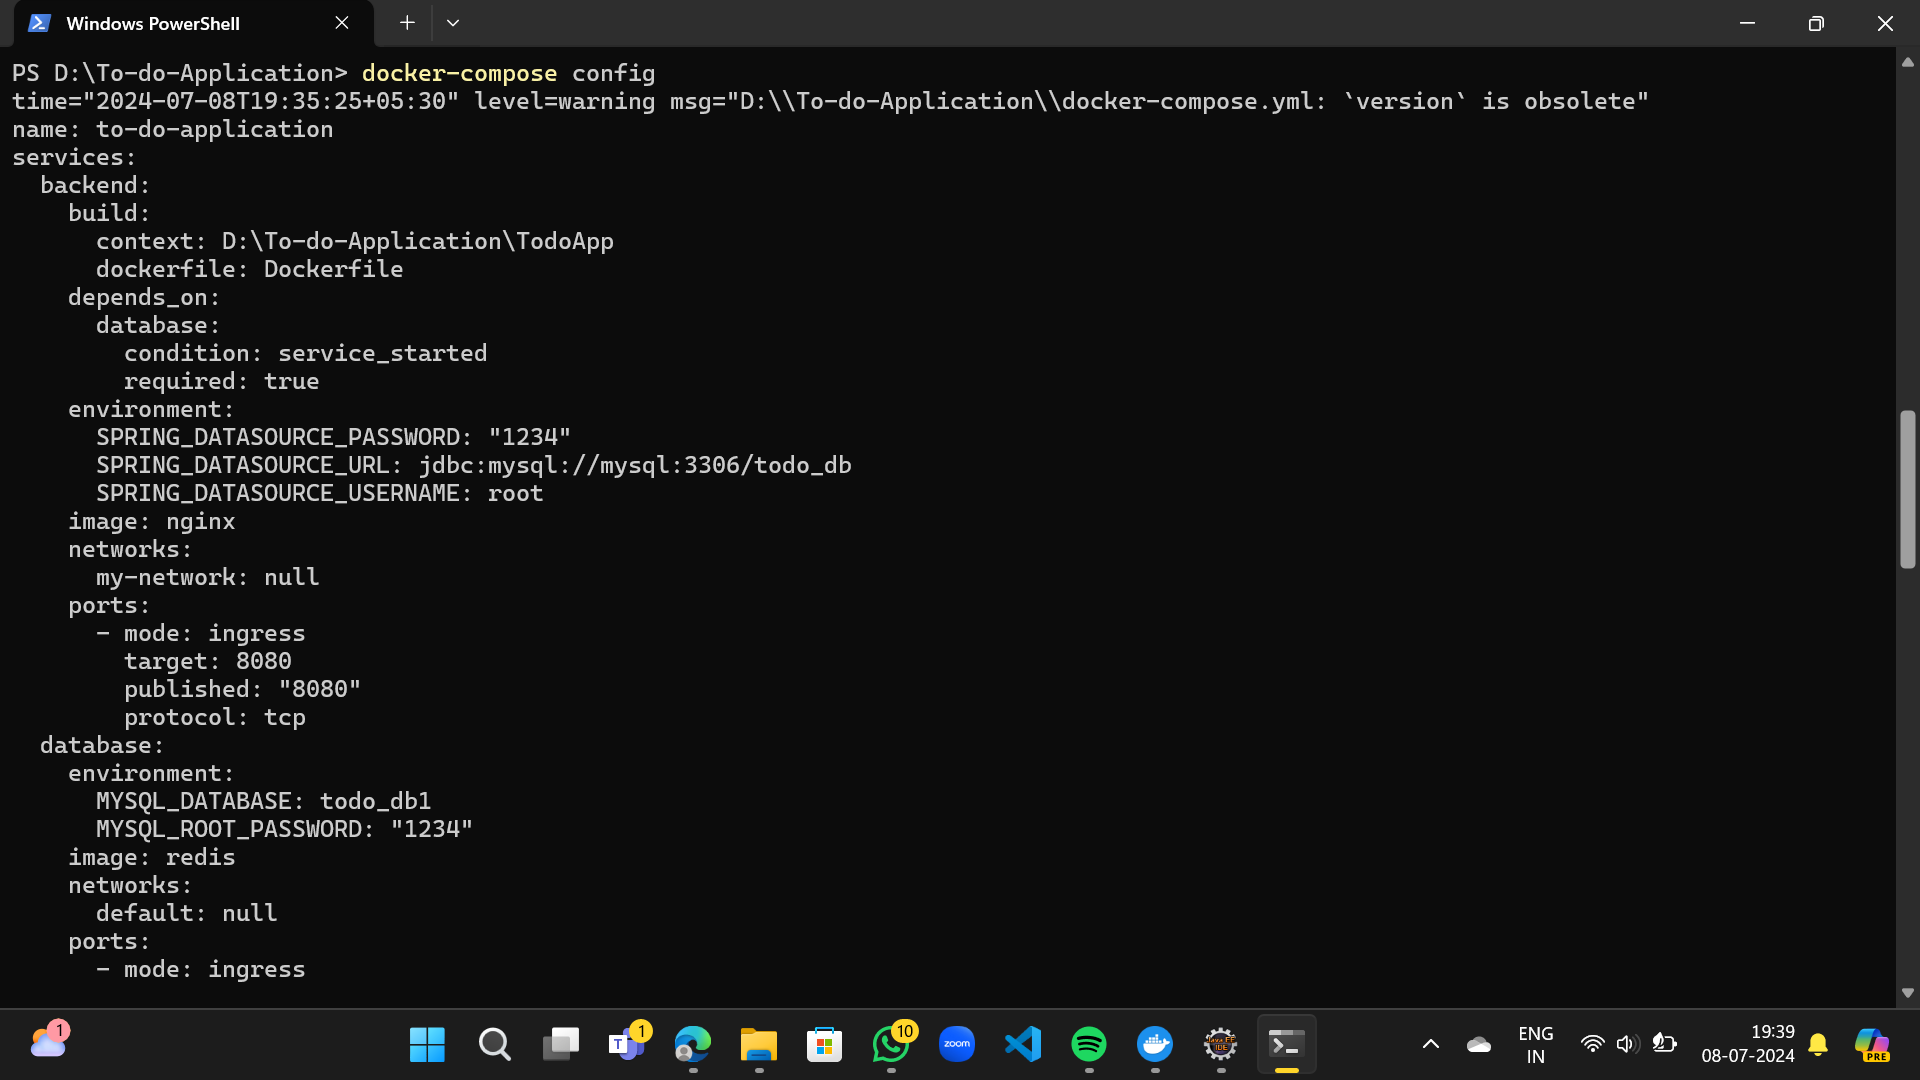 Windows PowerShell
PS D:\To-do-Application> docker-compose config
time="2024-07-08T19:35:25+05:30" level=warning msg="D:\\To-do-Application\\docker-compose.yml: `version` is obsolete"
name: to-do-application
services:
  backend:
    build:
      context: D:\To-do-Application\TodoApp
      dockerfile: Dockerfile
    depends_on:
      database:
        condition: service_started
        required: true
    environment:
      SPRING_DATASOURCE_PASSWORD: "1234"
      SPRING_DATASOURCE_URL: jdbc:mysql://mysql:3306/todo_db
      SPRING_DATASOURCE_USERNAME: root
    image: nginx
    networks:
      my-network: null
    ports:
      - mode: ingress
        target: 8080
        published: "8080"
        protocol: tcp
  database:
    environment:
      MYSQL_DATABASE: todo_db1
      MYSQL_ROOT_PASSWORD: "1234"
    image: redis
    networks:
      default: null
    ports:
      - mode: ingress
1
T 1
10
zoom
Java EE
IDE
ENG
IN
19:39
08-07-2024
PRE